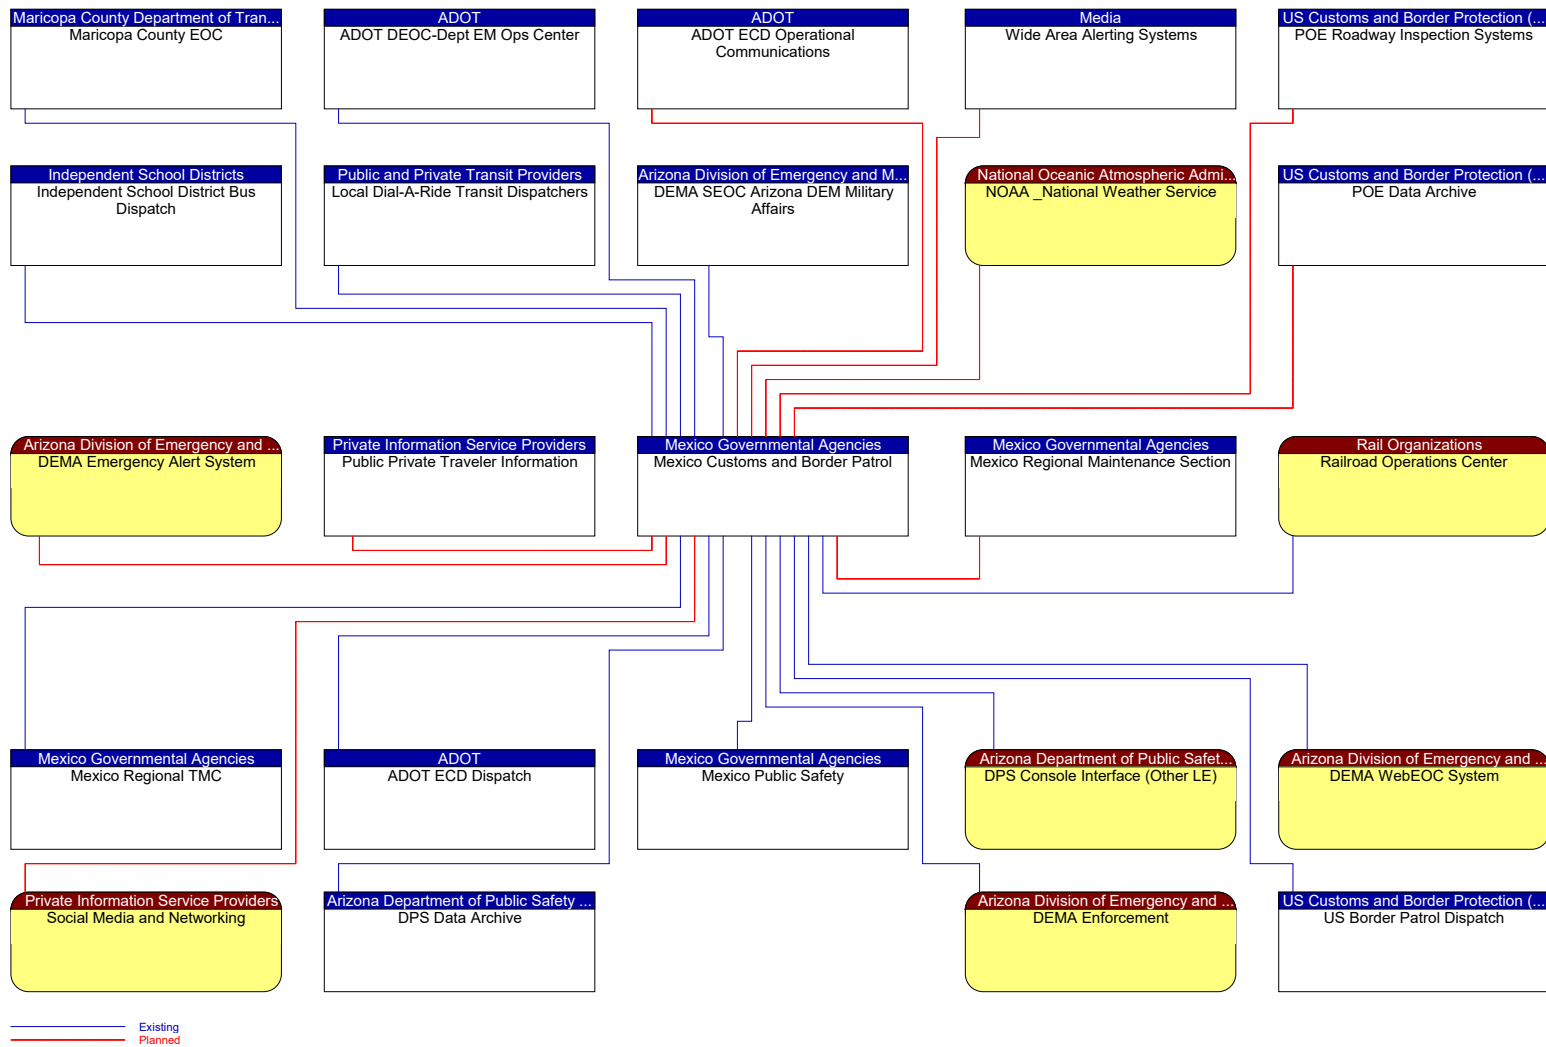 Maricopa County Department of Tran...
Maricopa County EOC
ADOT
ADOT DEOC-Dept EM Ops Center
ADOT
ADOT ECD Operational
Communications
Media
Wide Area Alerting Systems
US Customs and Border Protection (...
POE Roadway Inspection Systems
Independent School Districts
Independent School District Bus
Dispatch
Public and Private Transit Providers
Local Dial-A-Ride Transit Dispatchers
Arizona Division of Emergency and M...
DEMA SEOC Arizona DEM Military
Affairs
National Oceanic Atmospheric Admi...
NOAA _National Weather Service
US Customs and Border Protection (...
POE Data Archive
Arizona Division of Emergency and ...
DEMA Emergency Alert System
Private Information Service Providers
Public Private Traveler Information
Mexico Governmental Agencies
Mexico Customs and Border Patrol
Mexico Governmental Agencies
Mexico Regional Maintenance Section
Rail Organizations
Railroad Operations Center
Mexico Governmental Agencies
Mexico Regional TMC
ADOT
ADOT ECD Dispatch
Mexico Governmental Agencies
Mexico Public Safety
Arizona Department of Public Safet...
DPS Console Interface (Other LE)
Arizona Division of Emergency and ...
DEMA WebEOC System
Private Information Service Providers
Social Media and Networking
Arizona Department of Public Safety ...
DPS Data Archive
Arizona Division of Emergency and ...
DEMA Enforcement
US Customs and Border Protection (...
US Border Patrol Dispatch
Existing
Planned